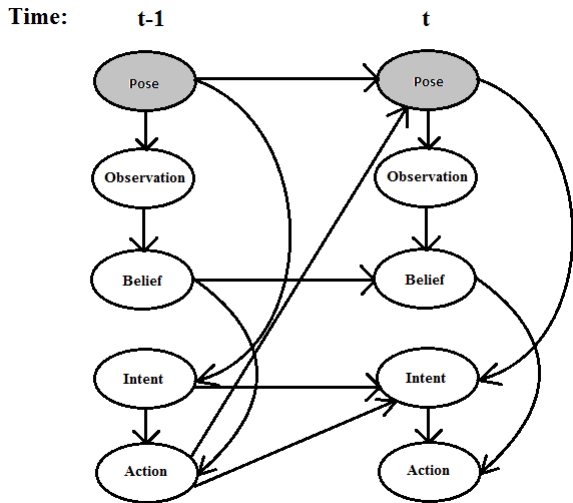 Time: t-1 t
Pose Pose
Observation Observation
Belief Belief
Intent Intent
Action Action